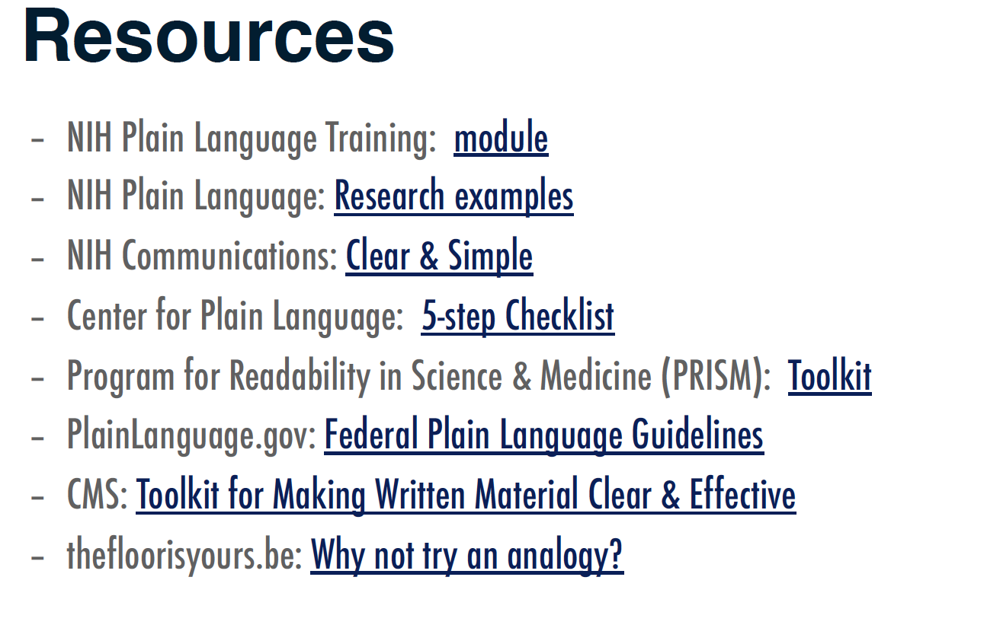 Resources
– NIH Plain Language Training: module
– NIH Plain Language: Research examples
– NIH Communications: Clear & Simple
– Center for Plain Language: 5-step Checklist
– Program for Readability in Science & Medicine (PRISM): Toolkit
– PlainLanguage.gov: Federal Plain Language Guidelines
– CMS: Toolkit for Making Written Material Clear & Effective
– thefloorisyours.be: Why not try an analogy?